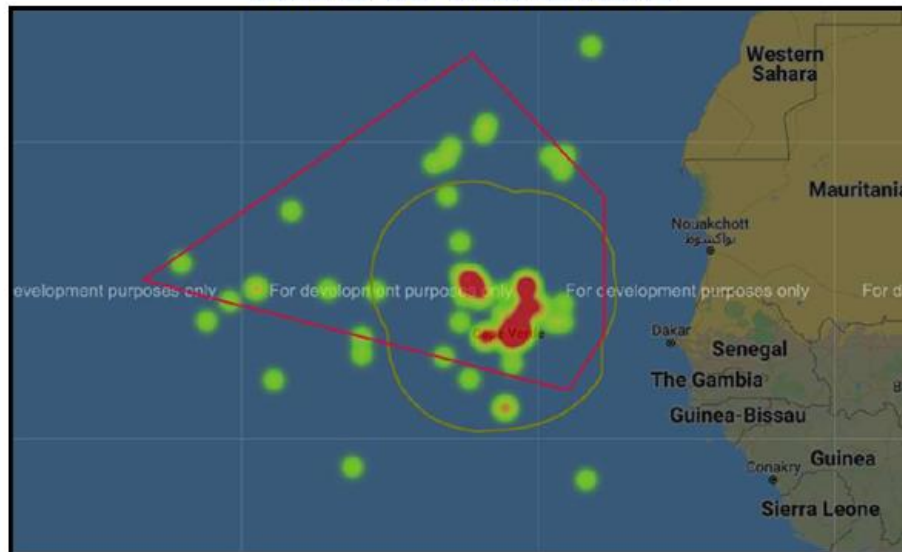 Western
Sahara
Mauritania
Nouakchott
نواكشوط
evelopment purposes only
For development purposes only
For development purposes only
For d
Dakar
Senegal
The Gambia
B
Guinea-Bissau
Guinea
Conakry
Sierra Leone